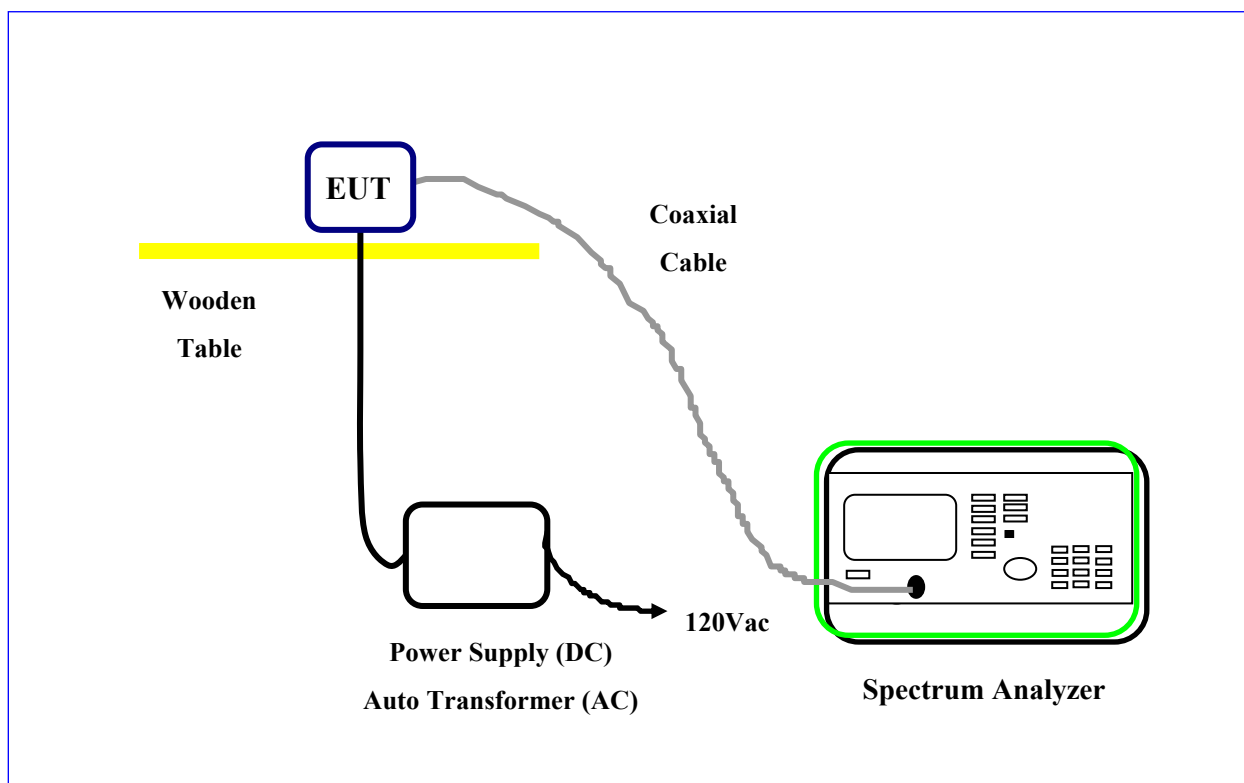 EUT
Coaxial
Cable
Wooden
Table
120Vac
Power Supply (DC)
Auto Transformer (AC)
Spectrum Analyzer